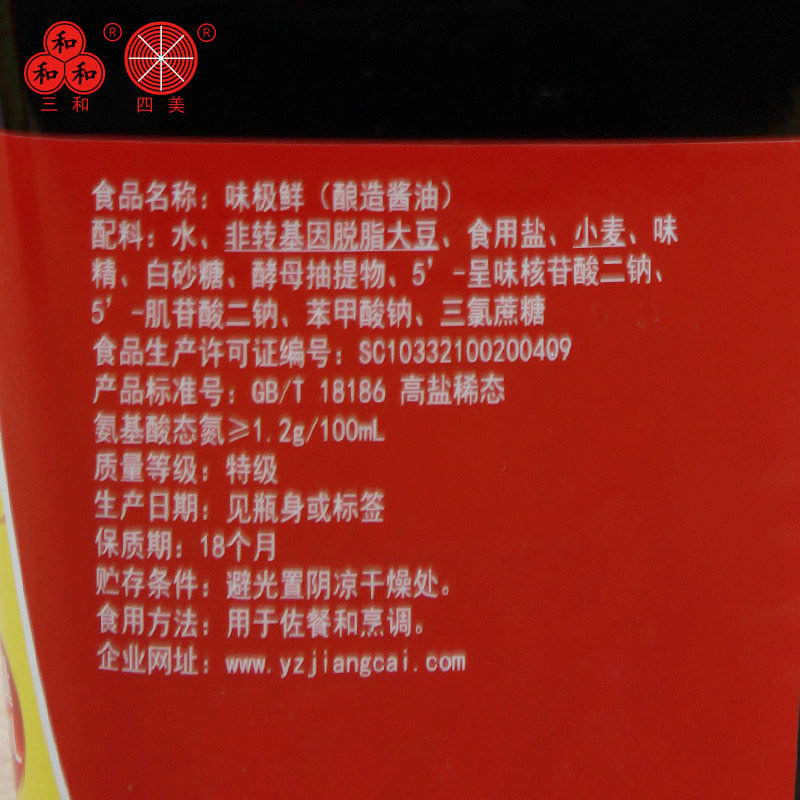 和
和和
三和
®
四美
®
食品名称：味极鲜（酿造酱油）
配料：水、非转基因脱脂大豆、食用盐、小麦、味
精、白砂糖、酵母抽提物、5'-呈味核苷酸二钠、
5'-肌苷酸二钠、苯甲酸钠、三氯蔗糖
食品生产许可证编号：SC10332100200409
产品标准号：GB/T 18186 高盐稀态
氨基酸态氮≥1.2g/100mL
质量等级：特级
生产日期：见瓶身或标签
保质期：18个月
贮存条件：避光置阴凉干燥处。
食用方法：用于佐餐和烹调。
企业网址：www.yzjiangcai.com